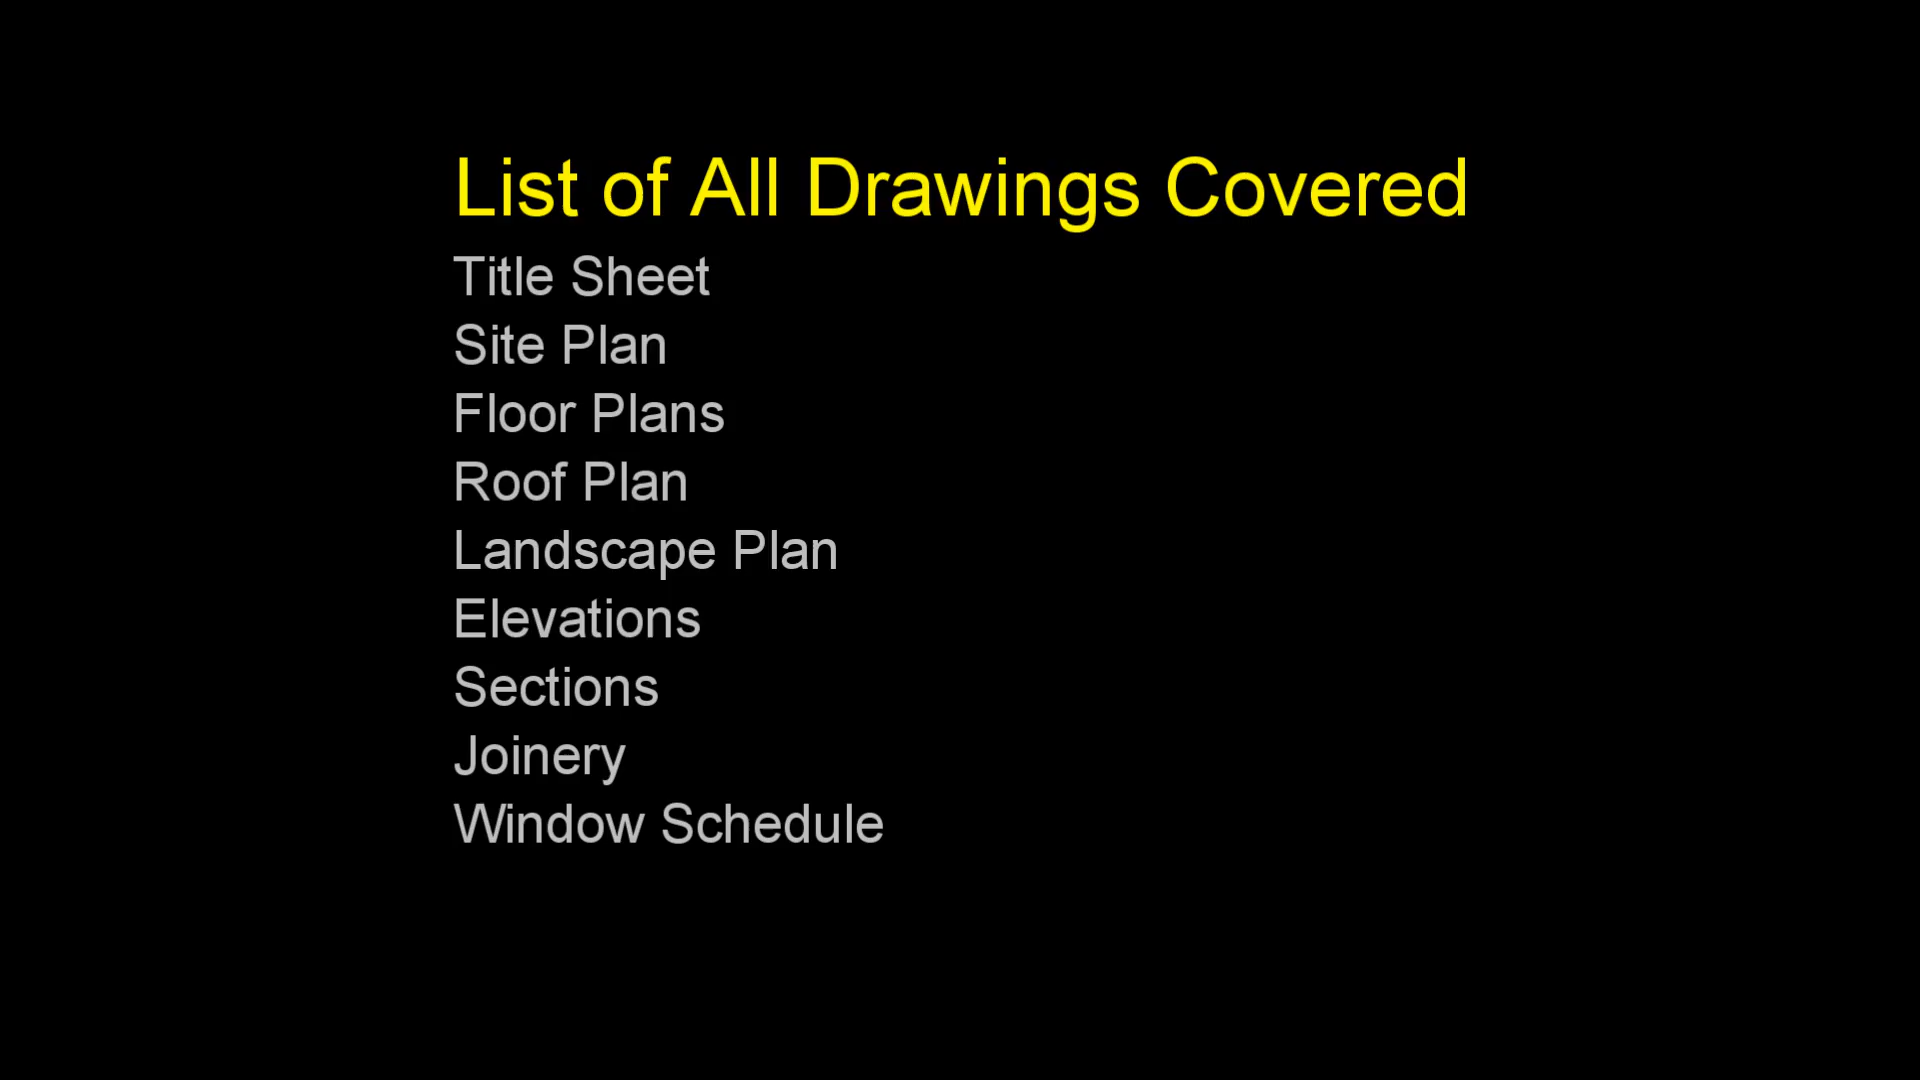 List of All Drawings Covered
Title Sheet
Site Plan
Floor Plans
Roof Plan
Landscape Plan
Elevations
Sections
Joinery
Window Schedule